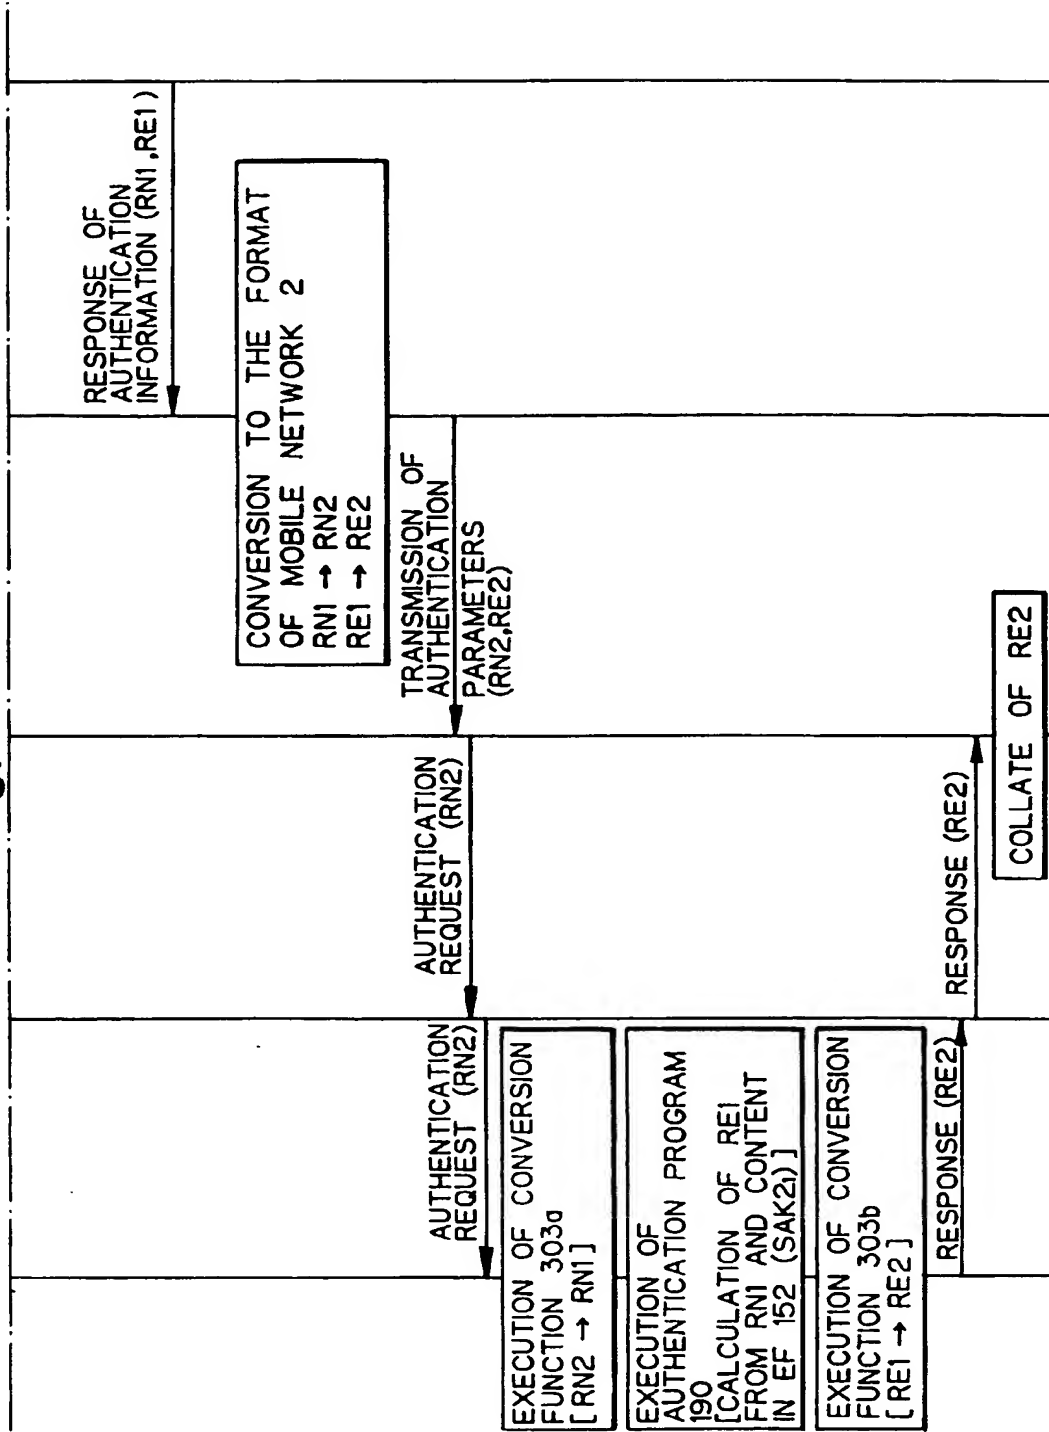 RESPONSE OF
AUTHENTICATION
INFORMATION (RN1,RE1)
CONVERSION TO THE FORMAT
OF MOBILE NETWORK 2
RN1 → RN2
RE1 → RE2
TRANSMISSION OF
AUTHENTICATION
PARAMETERS
(RN2,RE2)
AUTHENTICATION
REQUEST (RN2)
AUTHENTICATION
REQUEST (RN2)
EXECUTION OF CONVERSION
FUNCTION 303a
[RN2 → RN1]
EXECUTION OF
AUTHENTICATION PROGRAM
190
[CALCULATION OF RE1
FROM RN1 AND CONTENT
IN EF 152 (SAK2₁)]
EXECUTION OF CONVERSION
FUNCTION 303b
[RE1 → RE2]
RESPONSE (RE2)
RESPONSE (RE2)
COLLATE OF RE2